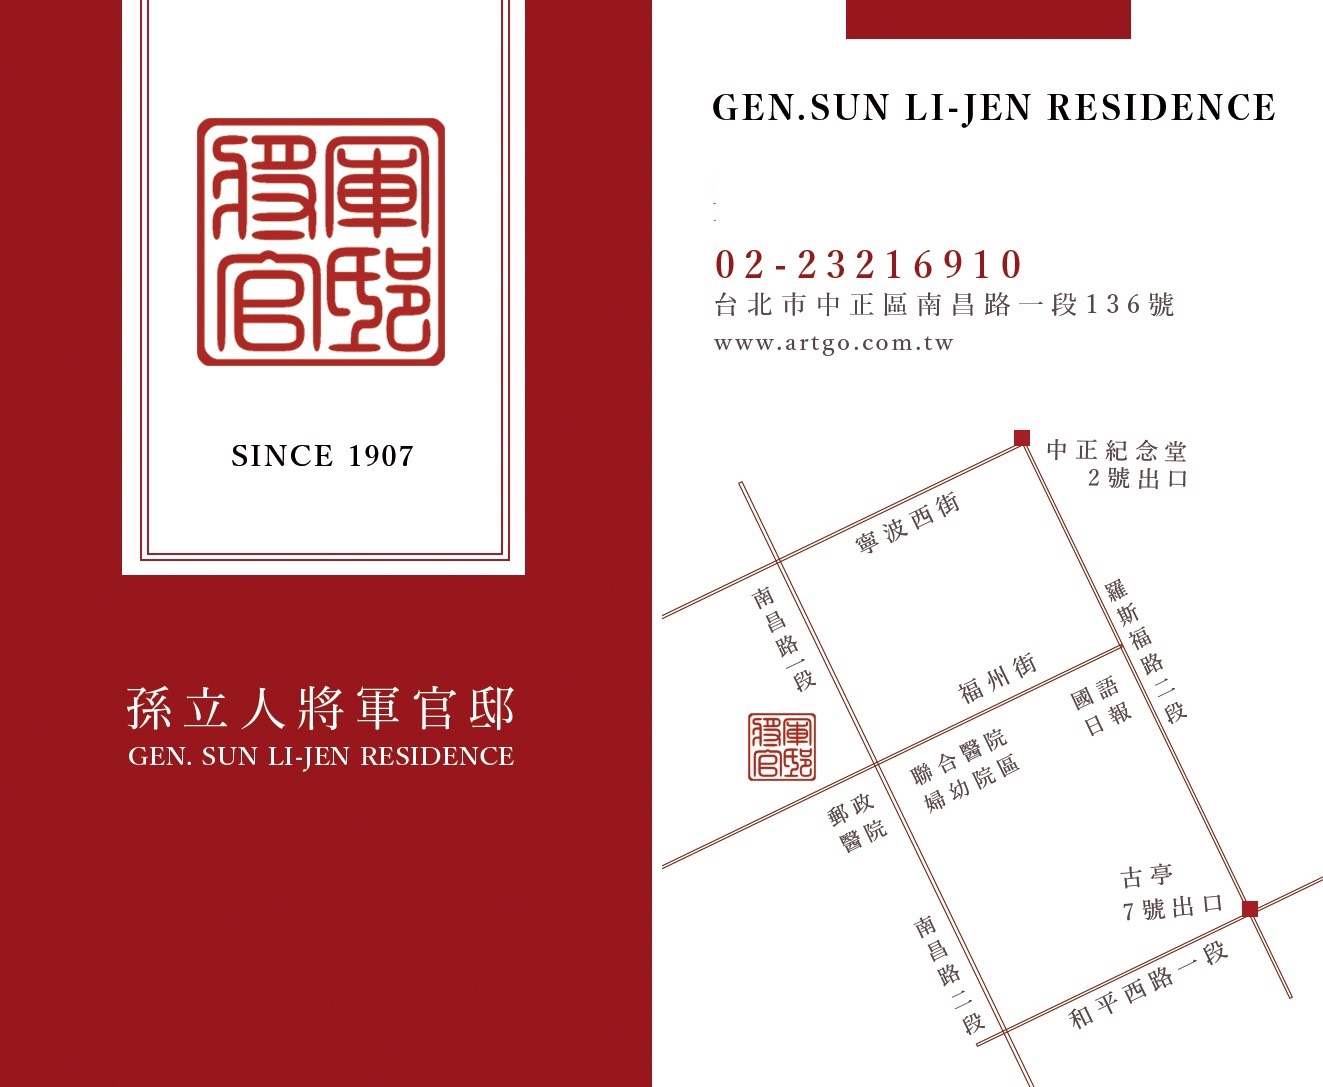 將軍
官邸
SINCE 1907
孫立人將軍官邸
GEN. SUN LI-JEN RESIDENCE
GEN.SUN LI-JEN RESIDENCE
02-23216910
台北市中正區南昌路一段136號
www.artgo.com.tw
中正紀念堂
2號出口
寧波西街
南昌路一段
羅斯福路二段
福州街
國語
日報
將軍
官邸
聯合醫院
婦幼院區
郵政
醫院
古亭
7號出口
南昌路二段
和平西路一段